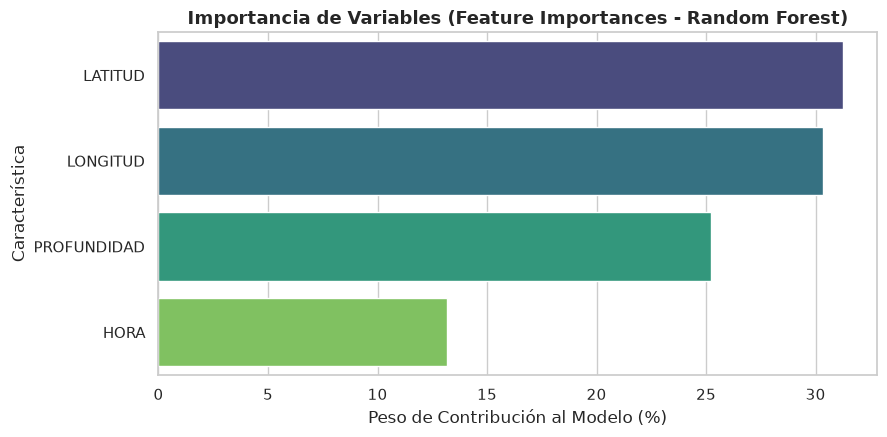 Importancia de Variables (Feature Importances - Random Forest)
Característica
LATITUD
LONGITUD
PROFUNDIDAD
HORA
0 5 10 15 20 25 30
Peso de Contribución al Modelo (%)